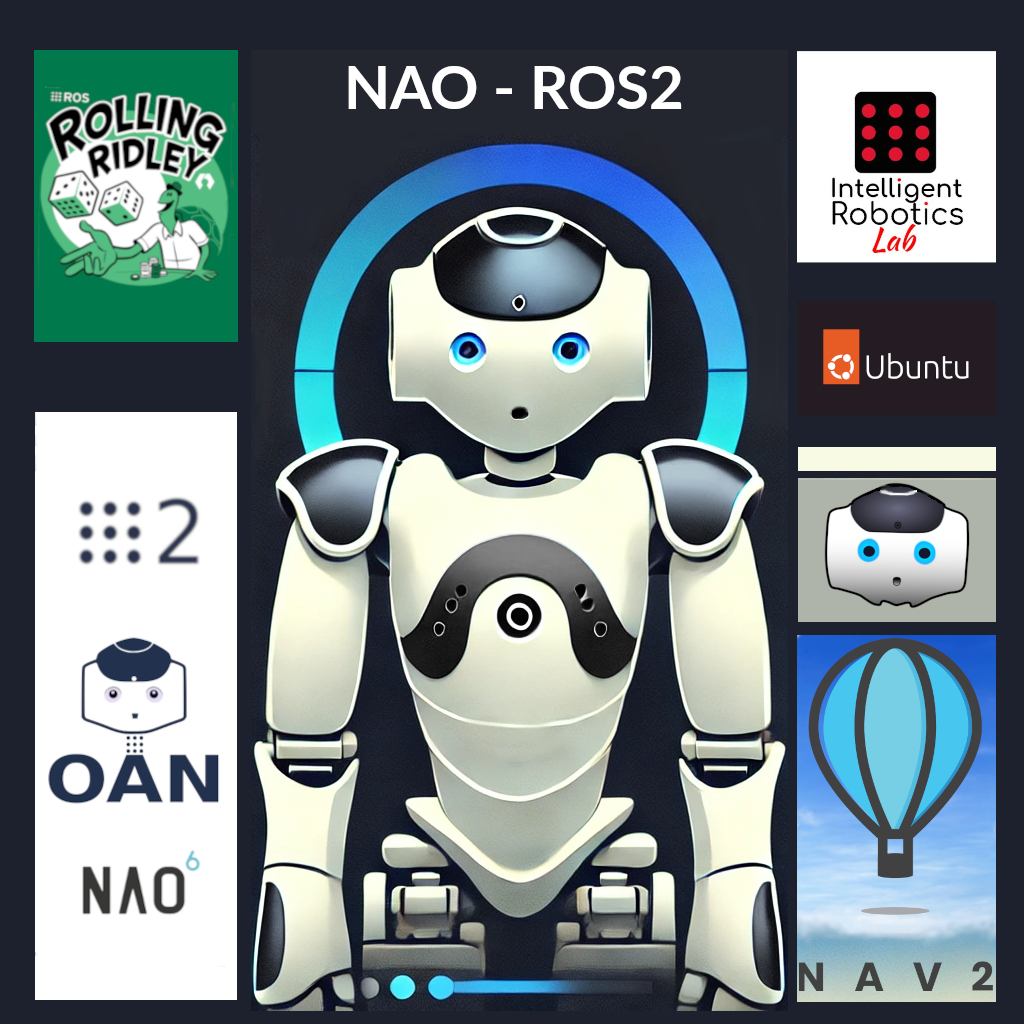 NAO - ROS2
ROS
ROLLING
RIDLEY
2
OAN
NAO⁶
Intelligent
Robotics
Lab
Ubuntu
NAV2